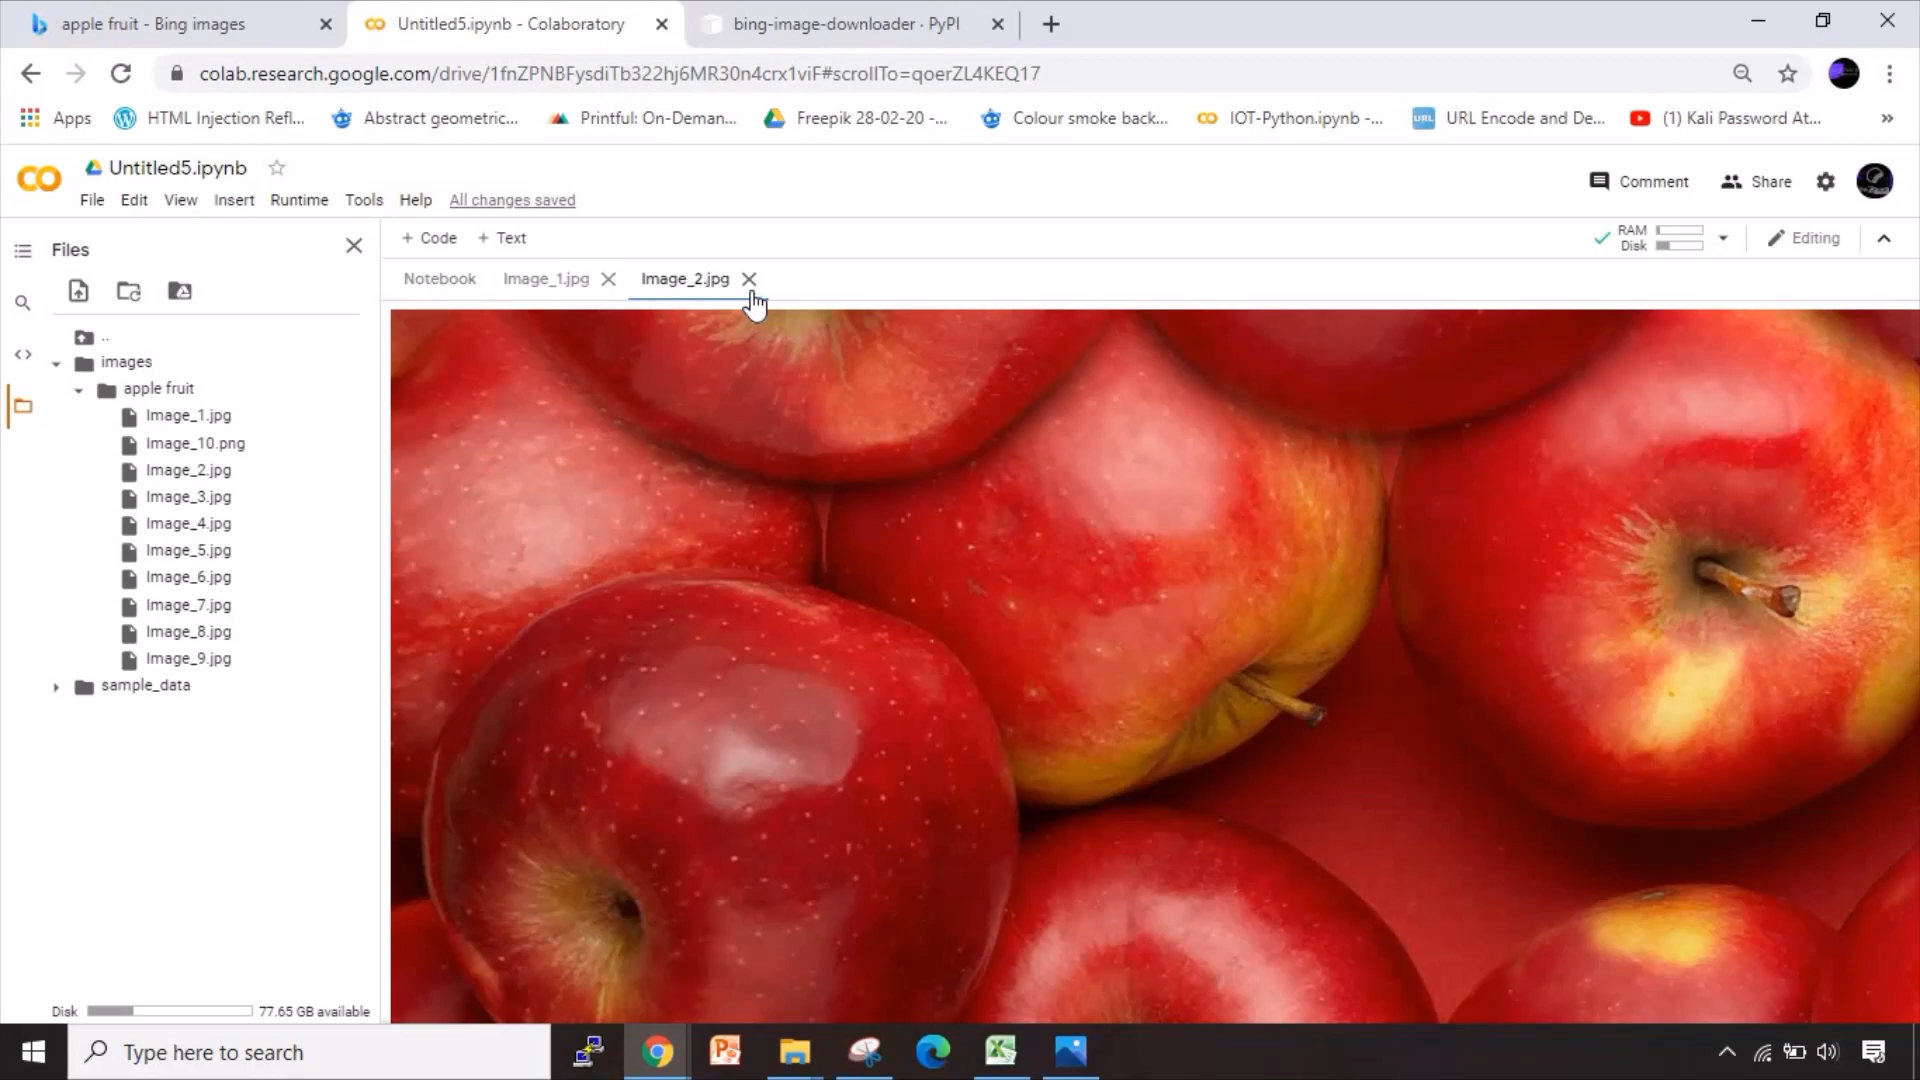 apple fruit - Bing images
Untitled5.ipynb - Colaboratory
bing-image-downloader · PyPI
colab.research.google.com/drive/1fnZPNBFysdiTb322hj6MR30n4crx1viF#scrollTo=qoerZL4KEQ17
Apps
HTML Injection Refl...
Abstract geometric...
Printful: On-Deman...
Freepik 28-02-20 -...
Colour smoke back...
IOT-Python.ipynb -...
URL
URL Encode and De...
(1) Kali Password At...
»
Untitled5.ipynb
File Edit View Insert Runtime Tools Help All changes saved
Comment
Share
Files
+ Code + Text
RAM
Disk
Editing
Notebook
Image_1.jpg
Image_2.jpg
..
images
apple fruit
Image_1.jpg
Image_10.png
Image_2.jpg
Image_3.jpg
Image_4.jpg
Image_5.jpg
Image_6.jpg
Image_7.jpg
Image_8.jpg
Image_9.jpg
sample_data
Disk 77.65 GB available
Type here to search